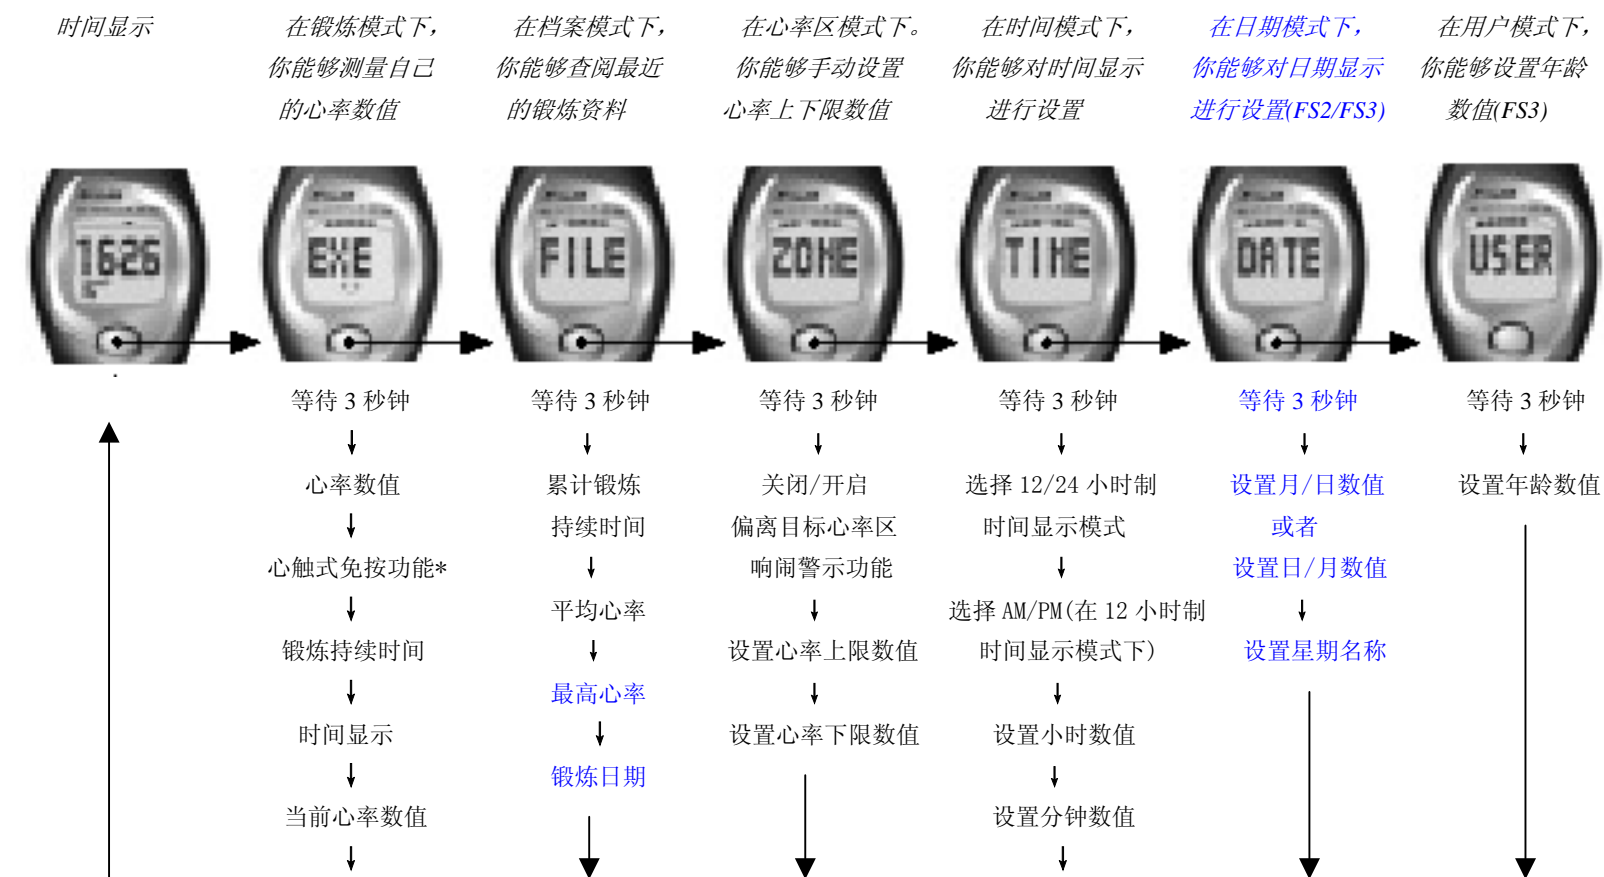 时间显示
在锻炼模式下，
你能够测量自己
的心率数值
在档案模式下，
你能够查阅最近
的锻炼资料
在心率区模式下。
你能够手动设置
心率上下限数值
在时间模式下，
你能够对时间显示
进行设置
在日期模式下，
你能够对日期显示
进行设置(FS2/FS3)
在用户模式下，
你能够设置年龄
数值(FS3)
1626
EXE
FILE
ZONE
TIME
DATE
USER
等待 3 秒钟
心率数值
心触式免按功能*
锻炼持续时间
时间显示
当前心率数值
等待 3 秒钟
累计锻炼
持续时间
平均心率
最高心率
锻炼日期
等待 3 秒钟
关闭/开启
偏离目标心率区
响闹警示功能
设置心率上限数值
设置心率下限数值
等待 3 秒钟
选择 12/24 小时制
时间显示模式
选择 AM/PM(在 12 小时制
时间显示模式下)
设置小时数值
设置分钟数值
等待 3 秒钟
设置月/日数值
或者
设置日/月数值
设置星期名称
等待 3 秒钟
设置年龄数值